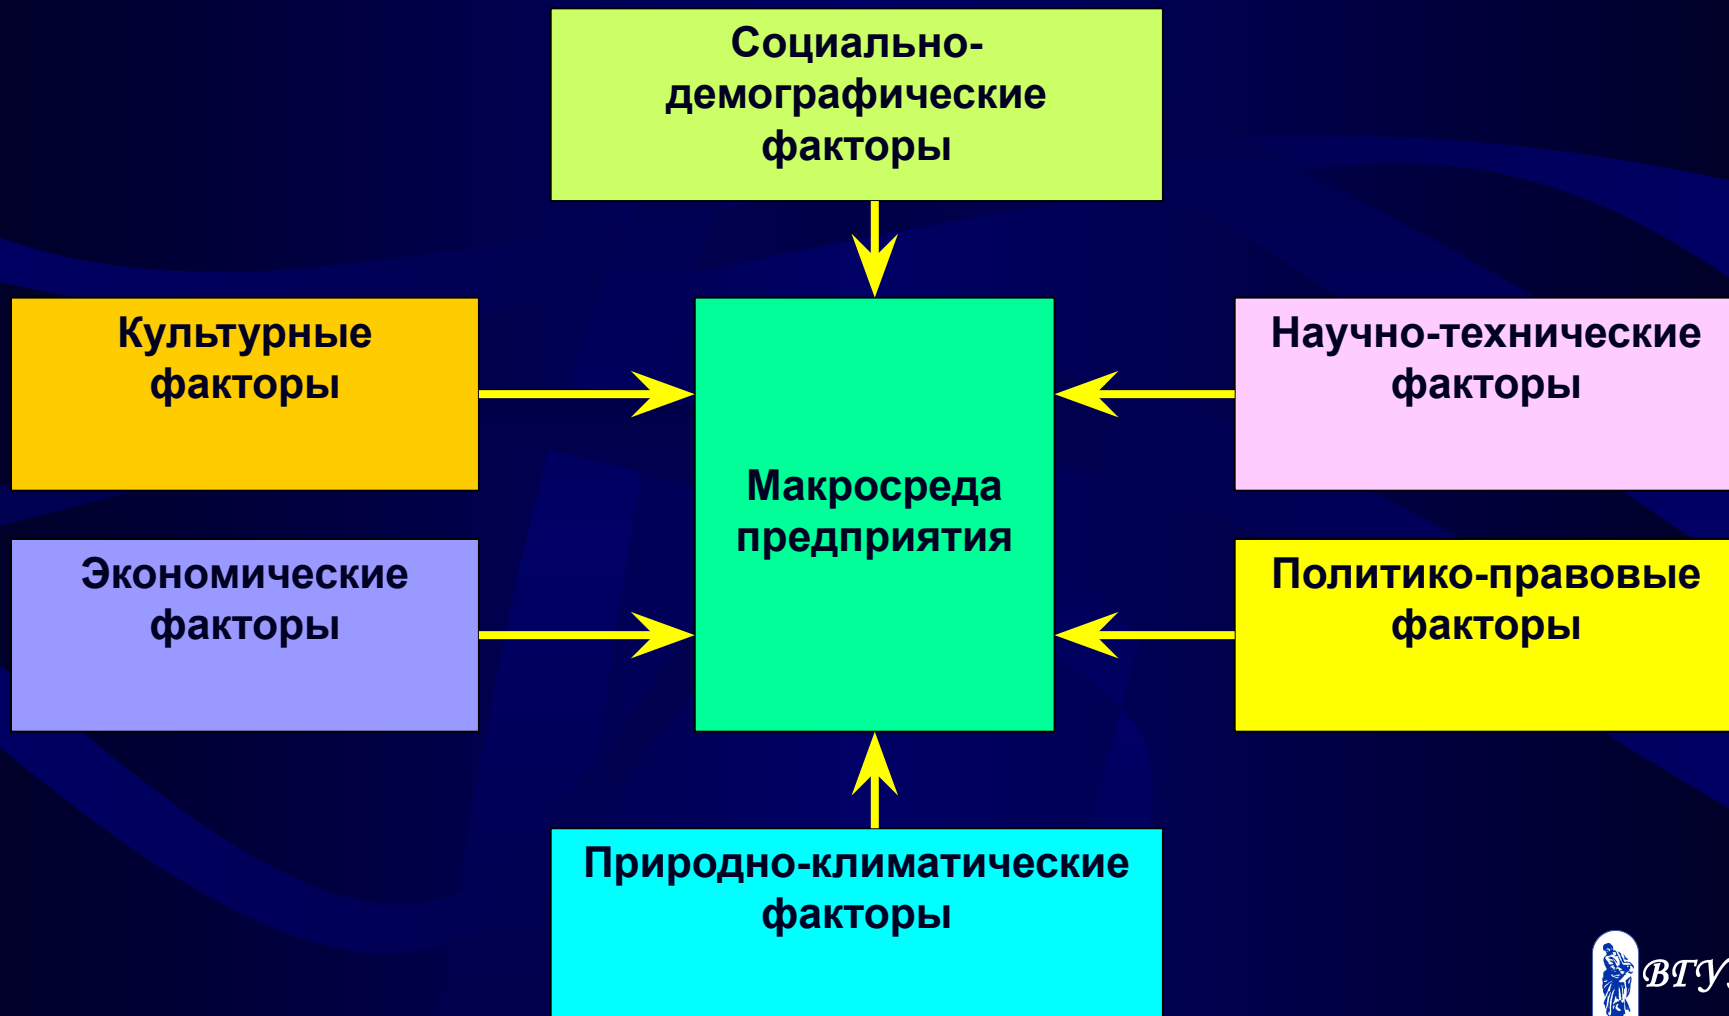 Социально-
демографические
факторы
Культурные
факторы
Научно-технические
факторы
Макросреда
предприятия
Экономические
факторы
Политико-правовые
факторы
Природно-климатические
факторы